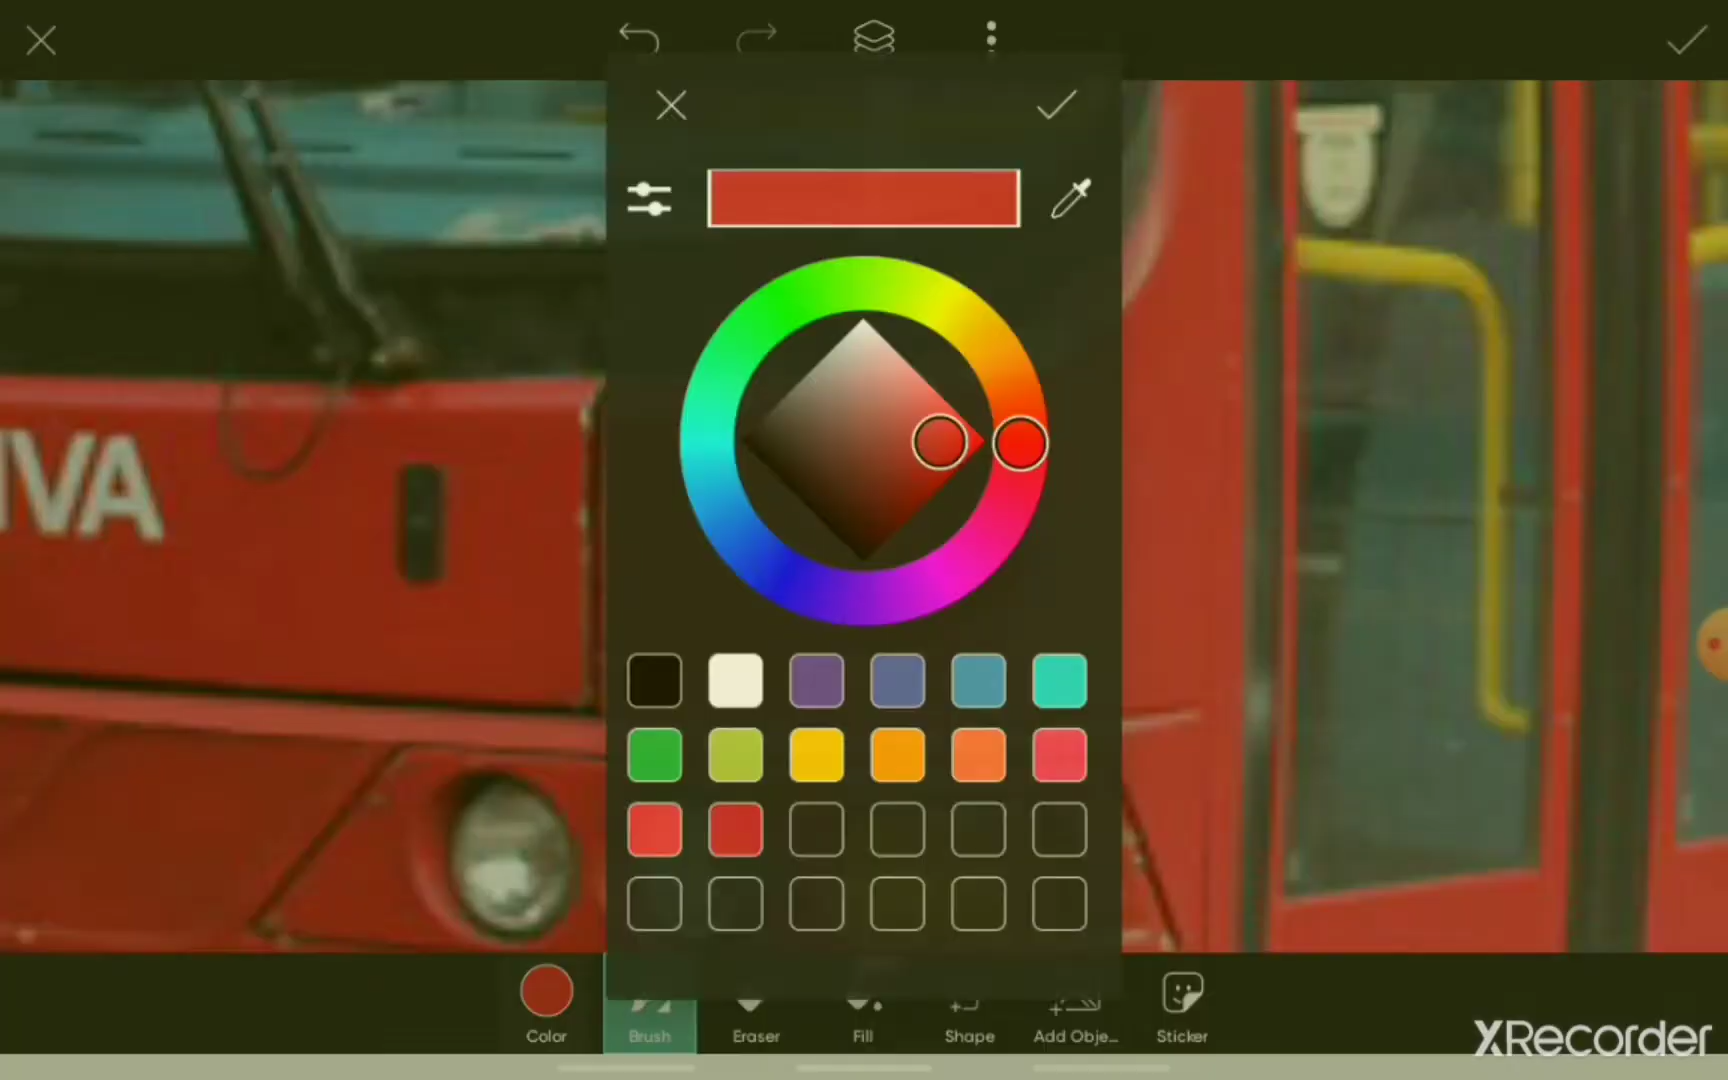 IVA
Color
Brush
Eraser
Fill
Shape
Add Obje...
Sticker
XRecorder